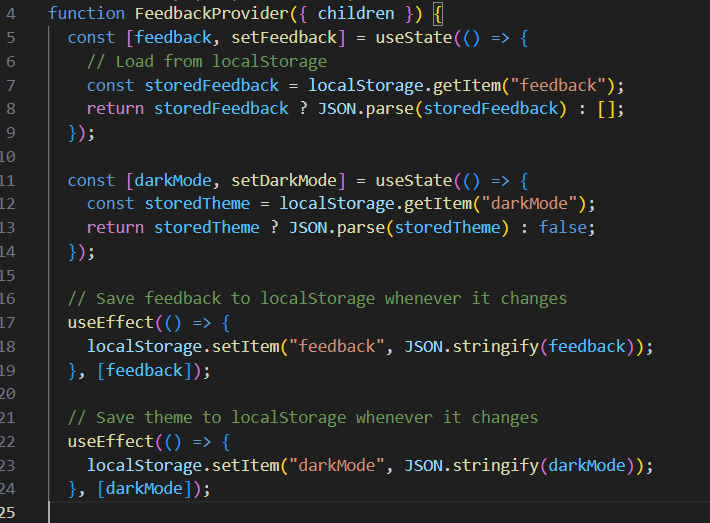 4 function FeedbackProvider({ children }) {
5   const [feedback, setFeedback] = useState(() => {
6     // Load from localStorage
7     const storedFeedback = localStorage.getItem("feedback");
8     return storedFeedback ? JSON.parse(storedFeedback) : [];
9   });
10
11   const [darkMode, setDarkMode] = useState(() => {
12     const storedTheme = localStorage.getItem("darkMode");
13     return storedTheme ? JSON.parse(storedTheme) : false;
14   });
15
16   // Save feedback to localStorage whenever it changes
17   useEffect(() => {
18     localStorage.setItem("feedback", JSON.stringify(feedback));
19   }, [feedback]);
20
21   // Save theme to localStorage whenever it changes
22   useEffect(() => {
23     localStorage.setItem("darkMode", JSON.stringify(darkMode));
24   }, [darkMode]);
25